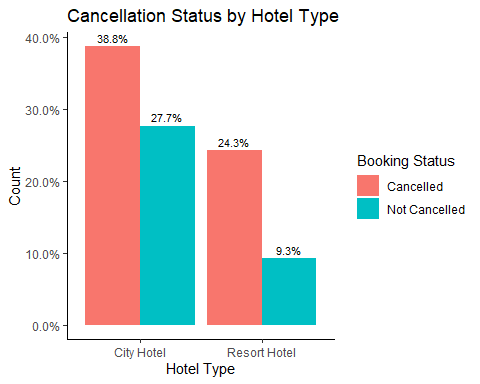 Cancellation Status by Hotel Type
40.0%
30.0%
20.0%
10.0%
0.0%
Count
38.8%
27.7%
24.3%
9.3%
City Hotel
Resort Hotel
Hotel Type
Booking Status
Cancelled
Not Cancelled